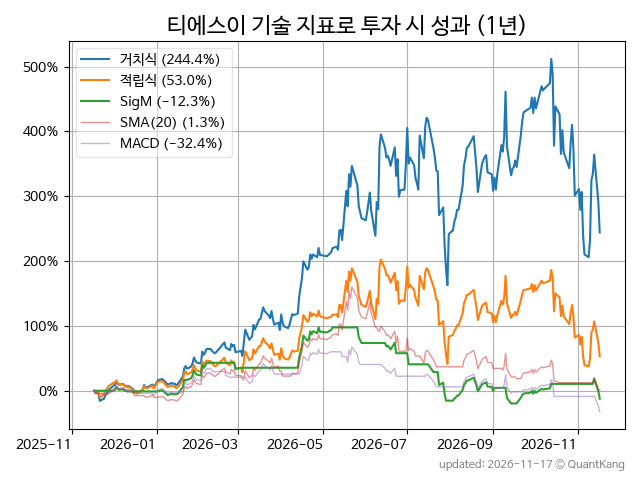 티에스이 기술 지표로 투자 시 성과 (1년)
거치식 (244.4%)
적립식 (53.0%)
SigM (−12.3%)
SMA(20) (1.3%)
MACD (−32.4%)
500%
400%
300%
200%
100%
0%
2025-11 2026-01 2026-03 2026-05 2026-07 2026-09 2026-11
updated: 2026-11-17 © QuantKang